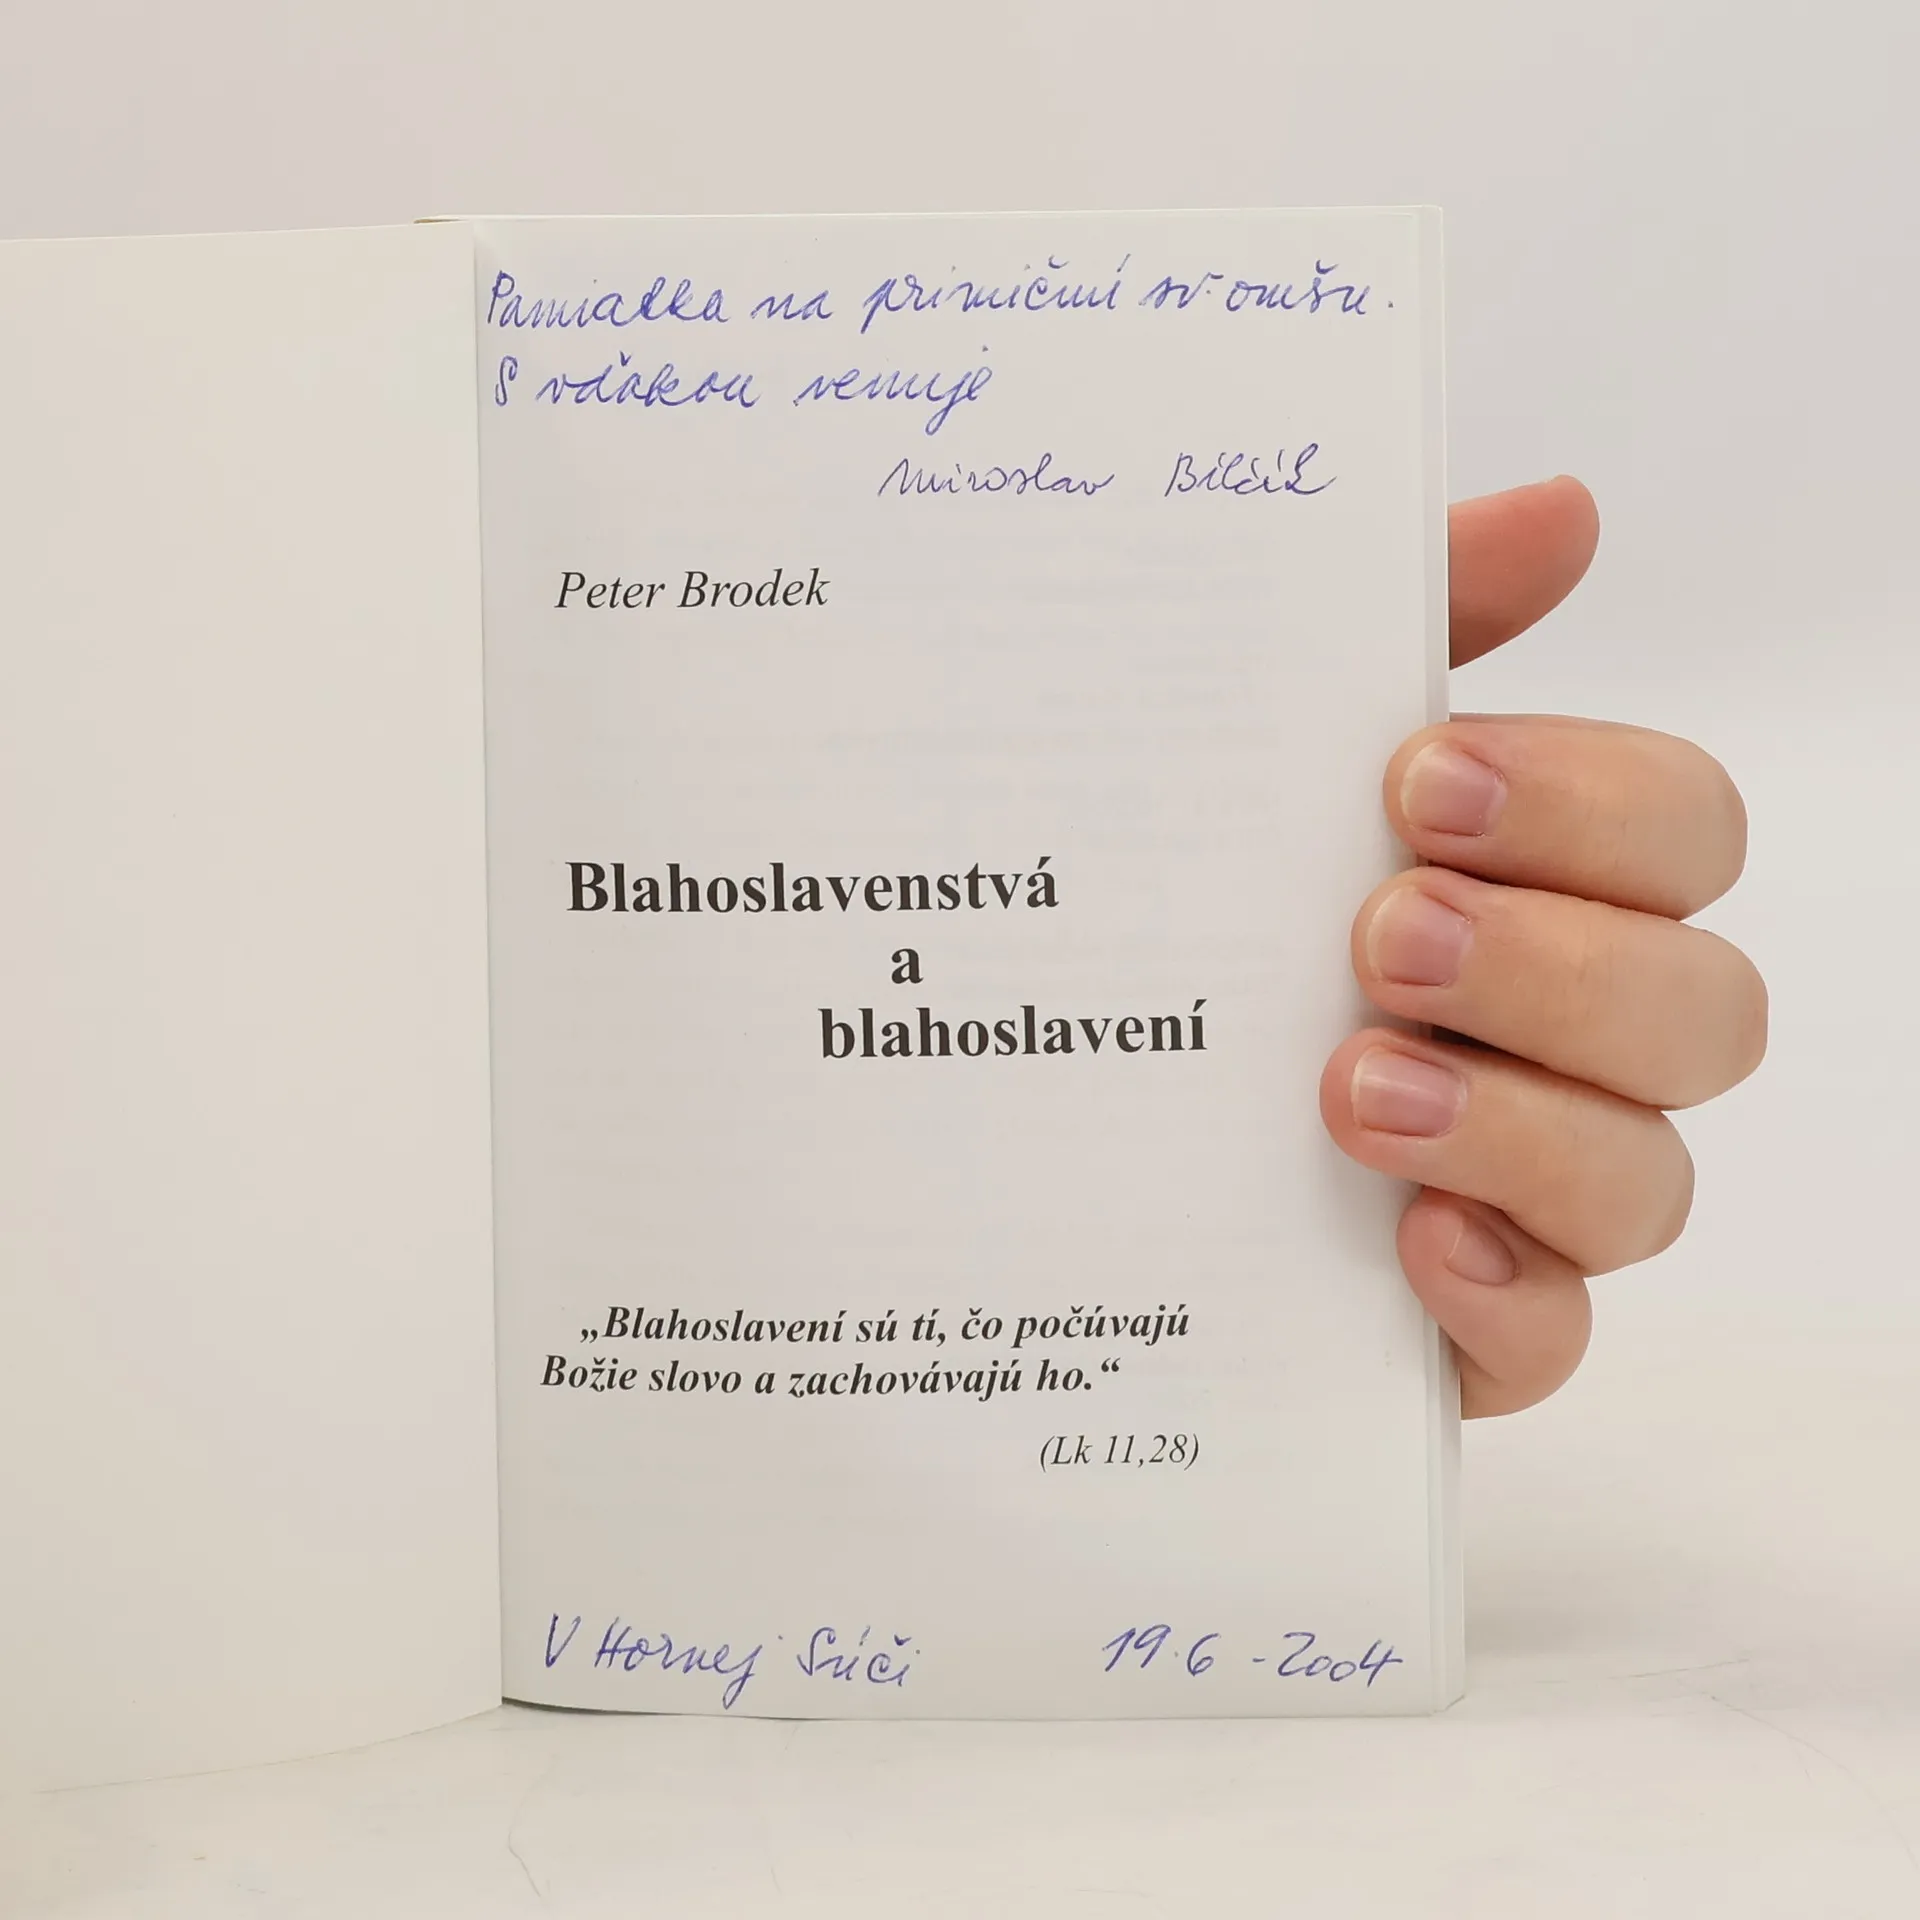 Pamiatka na primičnú sv. omšu.
S vďakou venuje
Miroslav Bilčík
Peter Brodek
Blahoslavenstvá
a
blahoslavení
„Blahoslavení sú tí, čo počúvajú
Božie slovo a zachovávajú ho.“
(Lk 11,28)
V Hornej Súči 19.6 - 2004